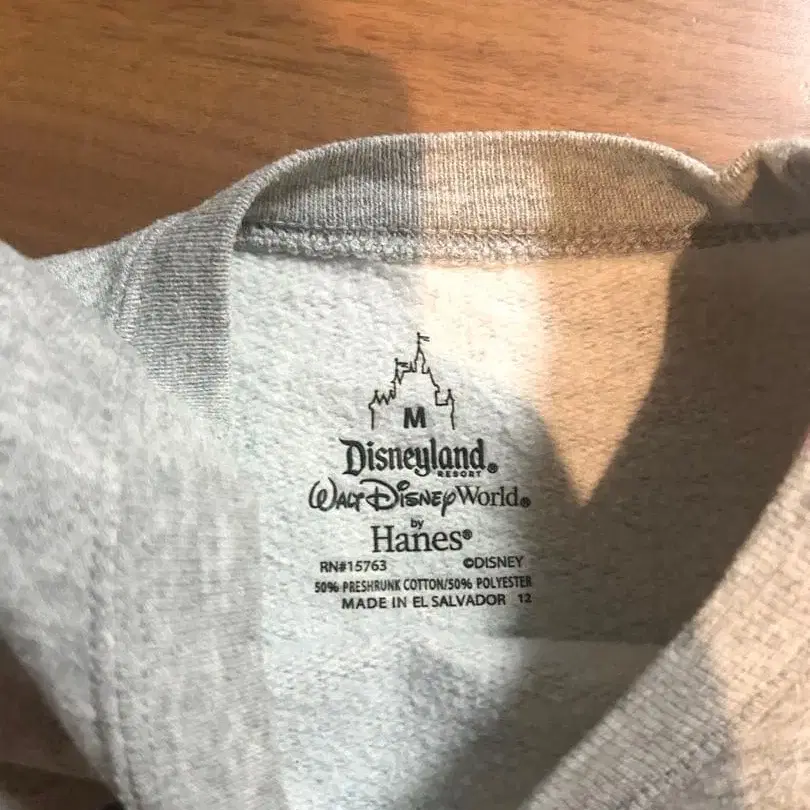 M
Disneyland®
RESORT
WALT DISNEY World®
by
Hanes®
RN#15763 ©DISNEY
50% PRESHRUNK COTTON/50% POLYESTER
MADE IN EL SALVADOR 12